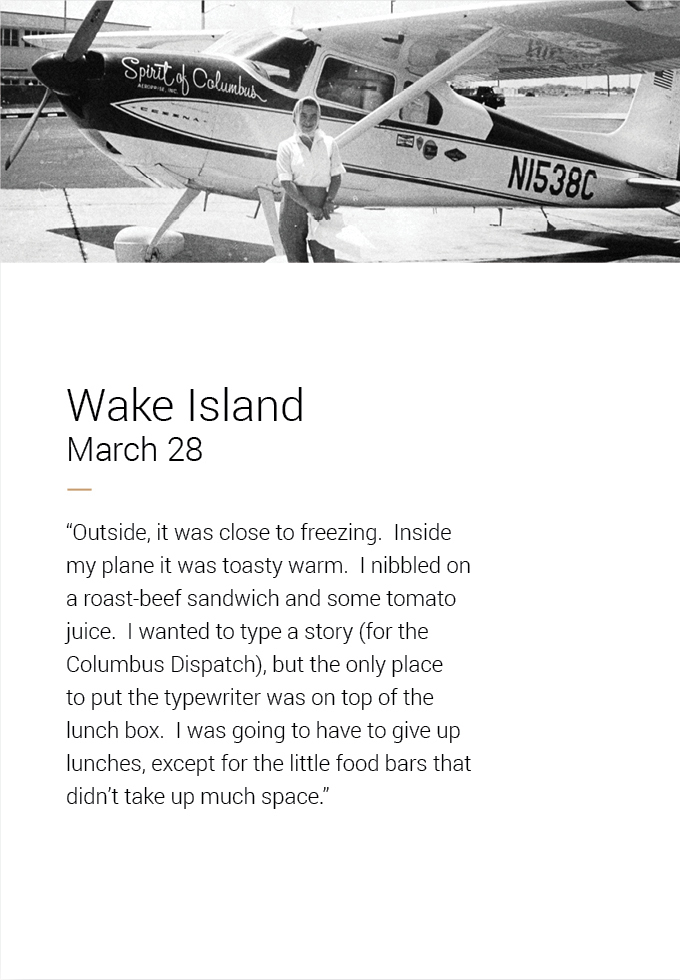 Spirit of Columbus
AEROPRISE, INC.
CESSNA
N1538C
Wake Island
March 28
“Outside, it was close to freezing.  Inside
my plane it was toasty warm.  I nibbled on
a roast-beef sandwich and some tomato
juice.  I wanted to type a story (for the
Columbus Dispatch), but the only place
to put the typewriter was on top of the
lunch box.  I was going to have to give up
lunches, except for the little food bars that
didn’t take up much space.”